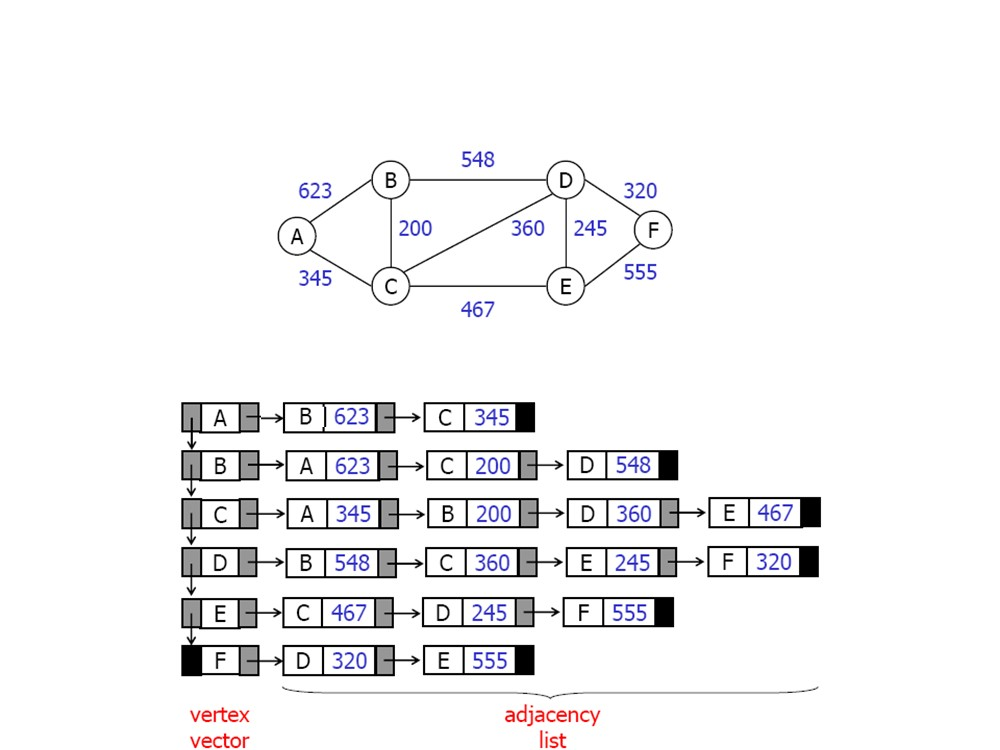 548
B D
623 320
200 360 245
A F
345 555
C E
467
A B 623 C 345
B A 623 C 200 D 548
C A 345 B 200 D 360 E 467
D B 548 C 360 E 245 F 320
E C 467 D 245 F 555
F D 320 E 555
vertex adjacency
vector list